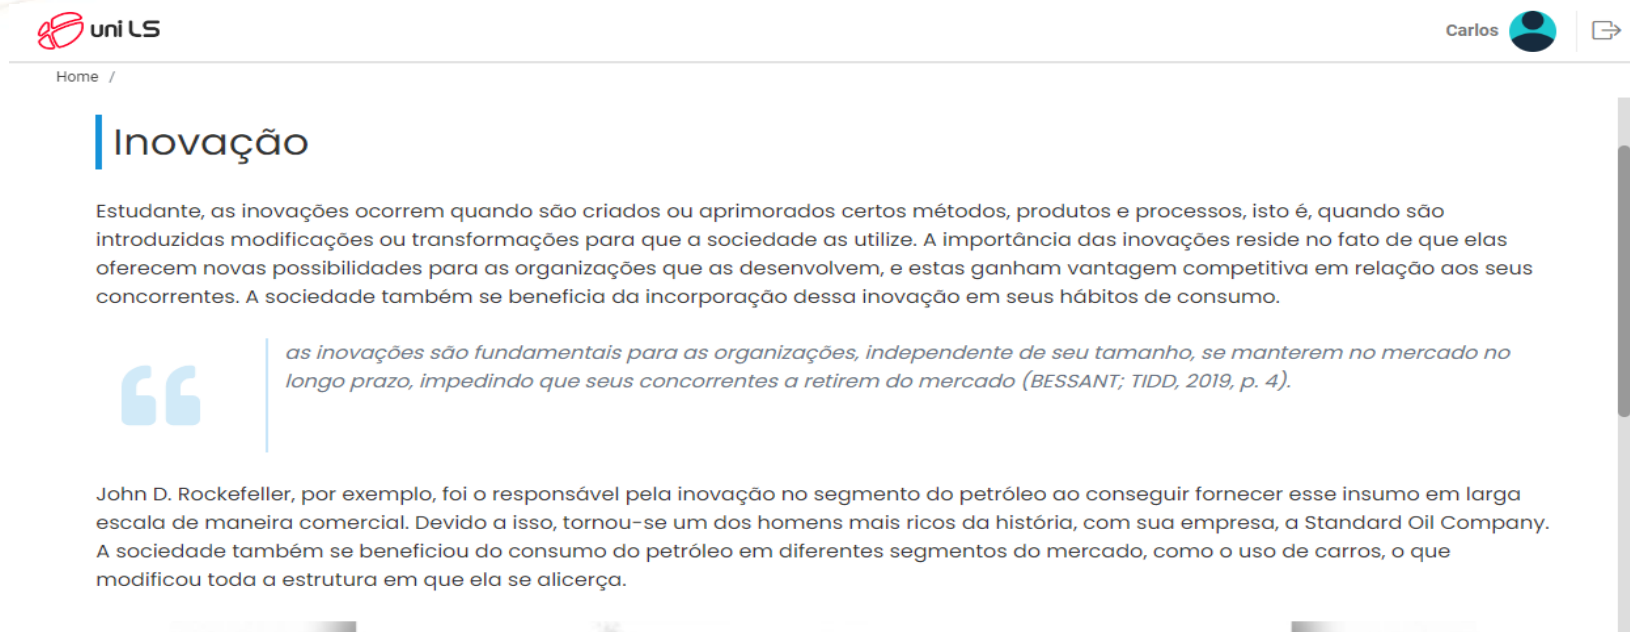 uni LS
Carlos
Home /
Inovação
Estudante, as inovações ocorrem quando são criados ou aprimorados certos métodos, produtos e processos, isto é, quando são
introduzidas modificações ou transformações para que a sociedade as utilize. A importância das inovações reside no fato de que elas
oferecem novas possibilidades para as organizações que as desenvolvem, e estas ganham vantagem competitiva em relação aos seus
concorrentes. A sociedade também se beneficia da incorporação dessa inovação em seus hábitos de consumo.
as inovações são fundamentais para as organizações, independente de seu tamanho, se manterem no mercado no
longo prazo, impedindo que seus concorrentes a retirem do mercado (BESSANT; TIDD, 2019, p. 4).
John D. Rockefeller, por exemplo, foi o responsável pela inovação no segmento do petróleo ao conseguir fornecer esse insumo em larga
escala de maneira comercial. Devido a isso, tornou-se um dos homens mais ricos da história, com sua empresa, a Standard Oil Company.
A sociedade também se beneficiou do consumo do petróleo em diferentes segmentos do mercado, como o uso de carros, o que
modificou toda a estrutura em que ela se alicerça.